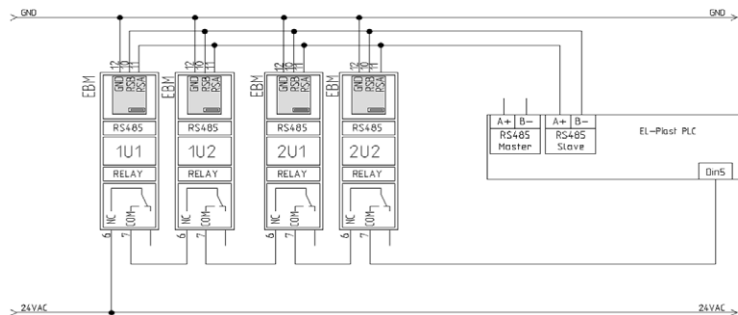 GND GND
12 10 11 12 10 11 12 10 11 12 10 11
EBM GND RSB RSA EBM GND RSB RSA EBM GND RSB RSA EBM GND RSB RSA
RS485 RS485 RS485 RS485 A+ B- A+ B- EL-Piast PLC
1U1 1U2 2U1 2U2 RS485 RS485
Master Slave
RELAY RELAY RELAY RELAY Din5
NC COM NC COM NC COM NC COM
6 7 6 7 6 7 6 7
24VAC 24VAC